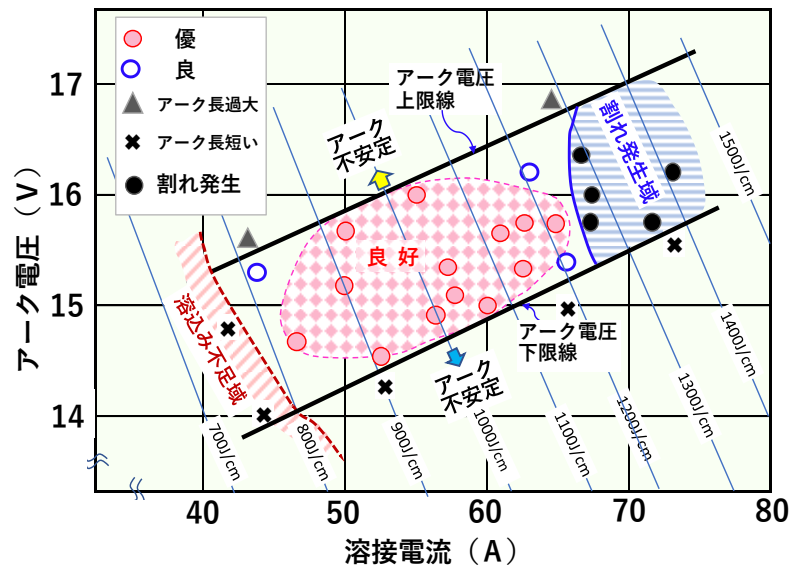 優
良
アーク長過大
アーク長短い
割れ発生
アーク電圧
上限線
アーク
不安定
割れ発生域
良 好
溶込み不足域
アーク電圧
下限線
アーク
不安定
700J/cm
800J/cm
900J/cm
1000J/cm
1100J/cm
1200J/cm
1300J/cm
1400J/cm
1500J/cm
17
16
15
14
アーク電圧（V）
40
50
60
70
80
溶接電流（A）